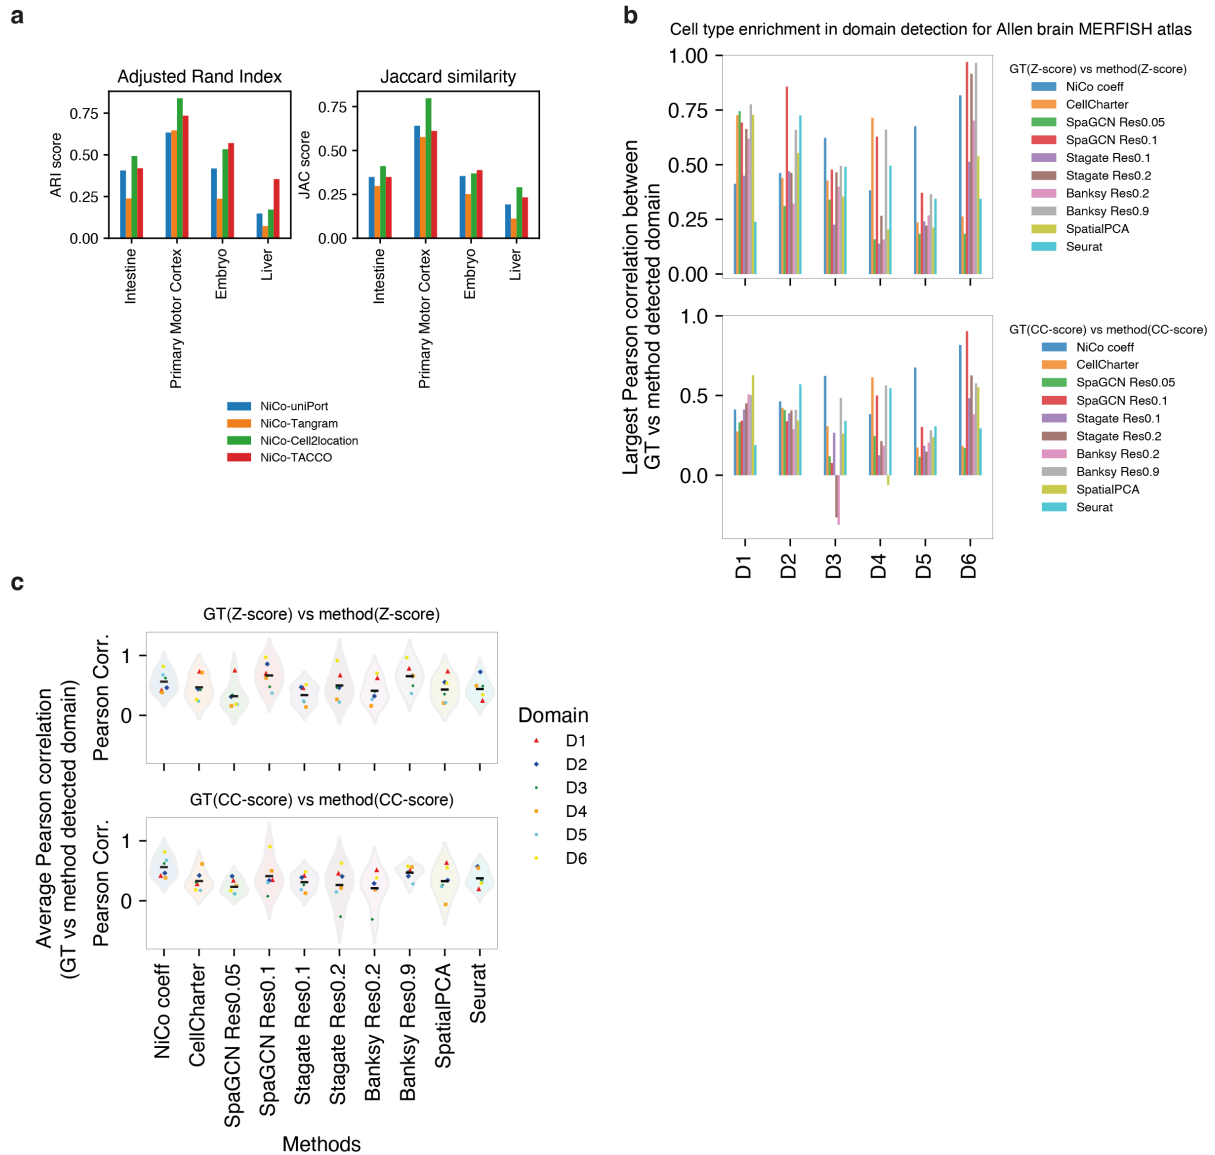 a
Adjusted Rand Index
Jaccard similarity
ARI score
0.75
0.50
0.25
0.00
Intestine
Primary Motor Cortex
Embryo
Liver
JAC score
0.75
0.50
0.25
0.00
Intestine
Primary Motor Cortex
Embryo
Liver
NiCo-uniPort
NiCo-Tangram
NiCo-Cell2location
NiCo-TACCO
b
Cell type enrichment in domain detection for Allen brain MERFISH atlas
Largest Pearson correlation between
GT vs method detected domain
1.00
0.75
0.50
0.25
0.00
GT(Z-score) vs method(Z-score)
NiCo coeff
CellCharter
SpaGCN Res0.05
SpaGCN Res0.1
Stagate Res0.1
Stagate Res0.2
Banksy Res0.2
Banksy Res0.9
SpatialPCA
Seurat
1.0
0.5
0.0
GT(CC-score) vs method(CC-score)
NiCo coeff
CellCharter
SpaGCN Res0.05
SpaGCN Res0.1
Stagate Res0.1
Stagate Res0.2
Banksy Res0.2
Banksy Res0.9
SpatialPCA
Seurat
D1
D2
D3
D4
D5
D6
c
Average Pearson correlation
(GT vs method detected domain)
GT(Z-score) vs method(Z-score)
Pearson Corr.
1
0
GT(CC-score) vs method(CC-score)
Pearson Corr.
1
0
NiCo coeff
CellCharter
SpaGCN Res0.05
SpaGCN Res0.1
Stagate Res0.1
Stagate Res0.2
Banksy Res0.2
Banksy Res0.9
SpatialPCA
Seurat
Methods
Domain
D1
D2
D3
D4
D5
D6